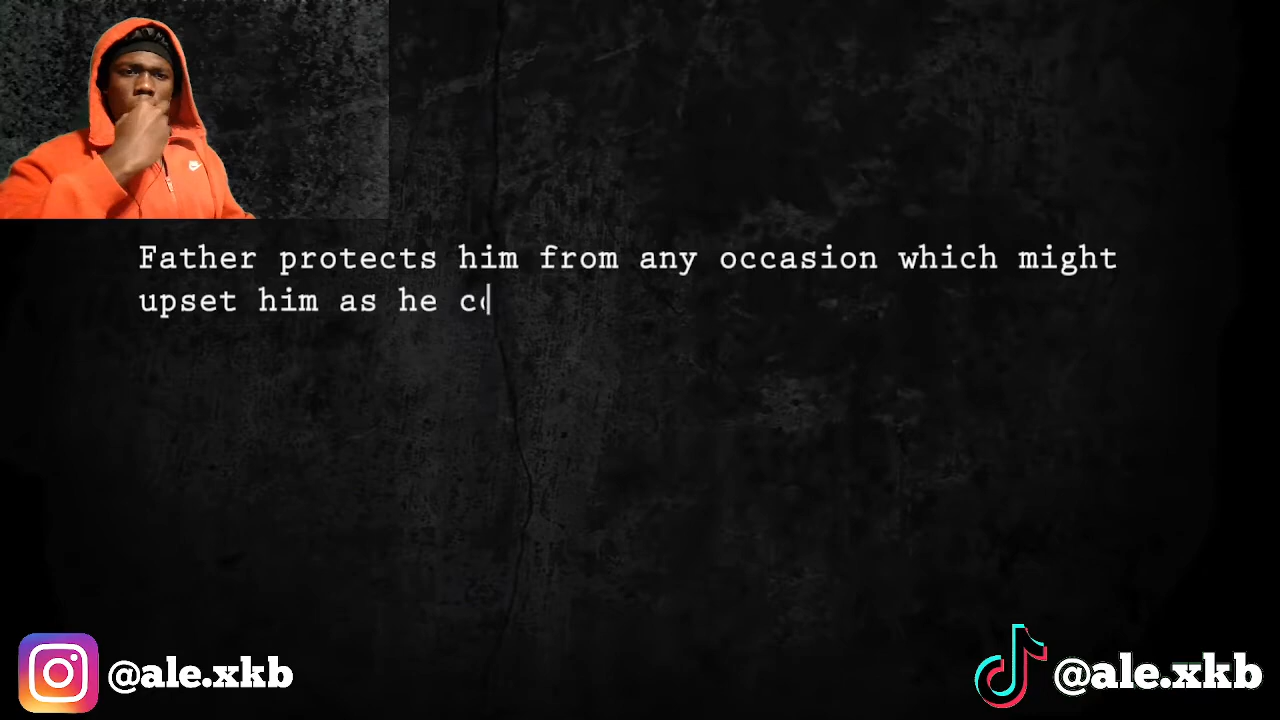 Father protects him from any occasion which might
upset him as he c
@ale.xkb
@ale.xkb